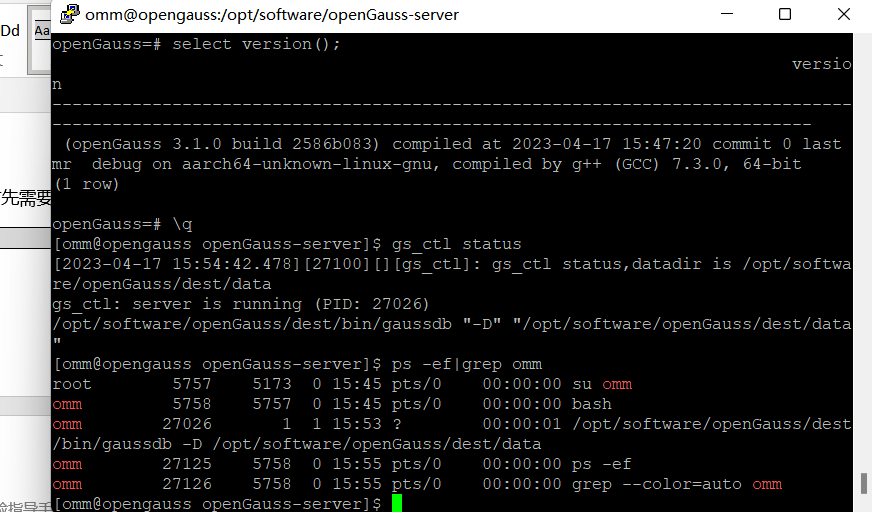 omm@opengauss:/opt/software/openGauss-server
Dd
Aa
openGauss=# select version();
versio
n
--------------------------------------------------------------------------------
----------------------------------------------------------------------------
(openGauss 3.1.0 build 2586b083) compiled at 2023-04-17 15:47:20 commit 0 last
mr  debug on aarch64-unknown-linux-gnu, compiled by g++ (GCC) 7.3.0, 64-bit
(1 row)
先需要
openGauss=# \q
[omm@opengauss openGauss-server]$ gs_ctl status
[2023-04-17 15:54:42.478][27100][][gs_ctl]: gs_ctl status,datadir is /opt/softwa
re/openGauss/dest/data
gs_ctl: server is running (PID: 27026)
/opt/software/openGauss/dest/bin/gaussdb "-D" "/opt/software/openGauss/dest/data
"
[omm@opengauss openGauss-server]$ ps -ef|grep omm
root        5757    5173  0 15:45 pts/0    00:00:00 su omm
omm         5758    5757  0 15:45 pts/0    00:00:00 bash
omm        27026       1  1 15:53 ?        00:00:01 /opt/software/openGauss/dest
/bin/gaussdb -D /opt/software/openGauss/dest/data
omm        27125    5758  0 15:55 pts/0    00:00:00 ps -ef
omm        27126    5758  0 15:55 pts/0    00:00:00 grep --color=auto omm
[omm@opengauss openGauss-server]$
验指导手